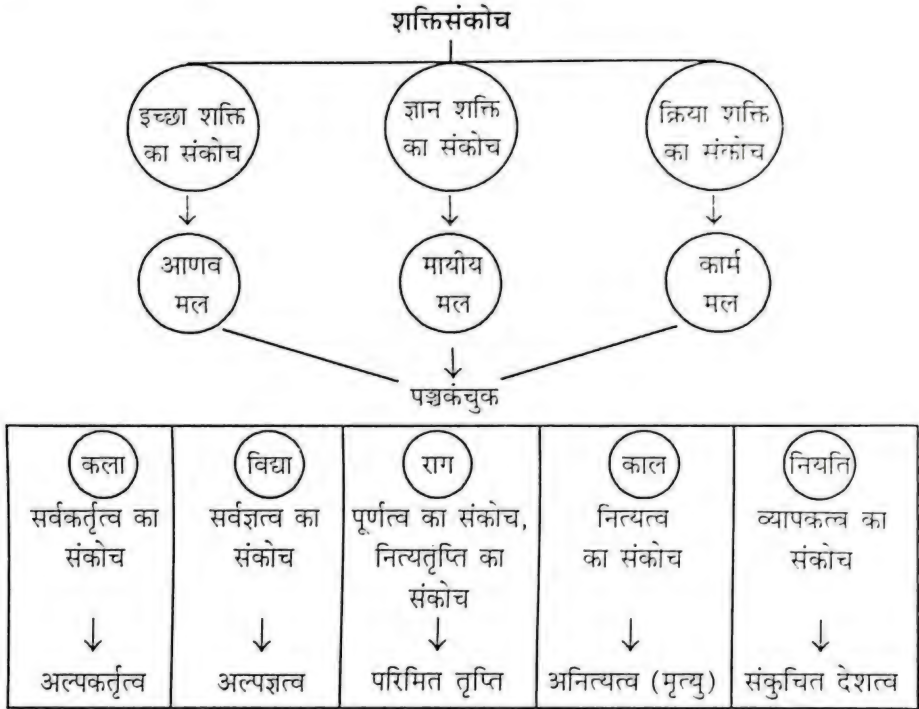 शक्तिसंकोच
इच्छा शक्ति
का संकोच
ज्ञान शक्ति
का संकोच
क्रिया शक्ति
का संकोच
आणव
मल
मायीय
मल
कार्म
मल
पञ्चकंचुक
कला
सर्वकर्तृत्व का
संकोच
अल्पकर्तृत्व
विद्या
सर्वज्ञत्व का
संकोच
अल्पज्ञत्व
राग
पूर्णत्व का संकोच,
नित्यतृप्ति का
संकोच
परिमित तृप्ति
काल
नित्यत्व
का संकोच
अनित्यत्व (मृत्यु)
नियति
व्यापकत्व का
संकोच
संकुचित देशत्व